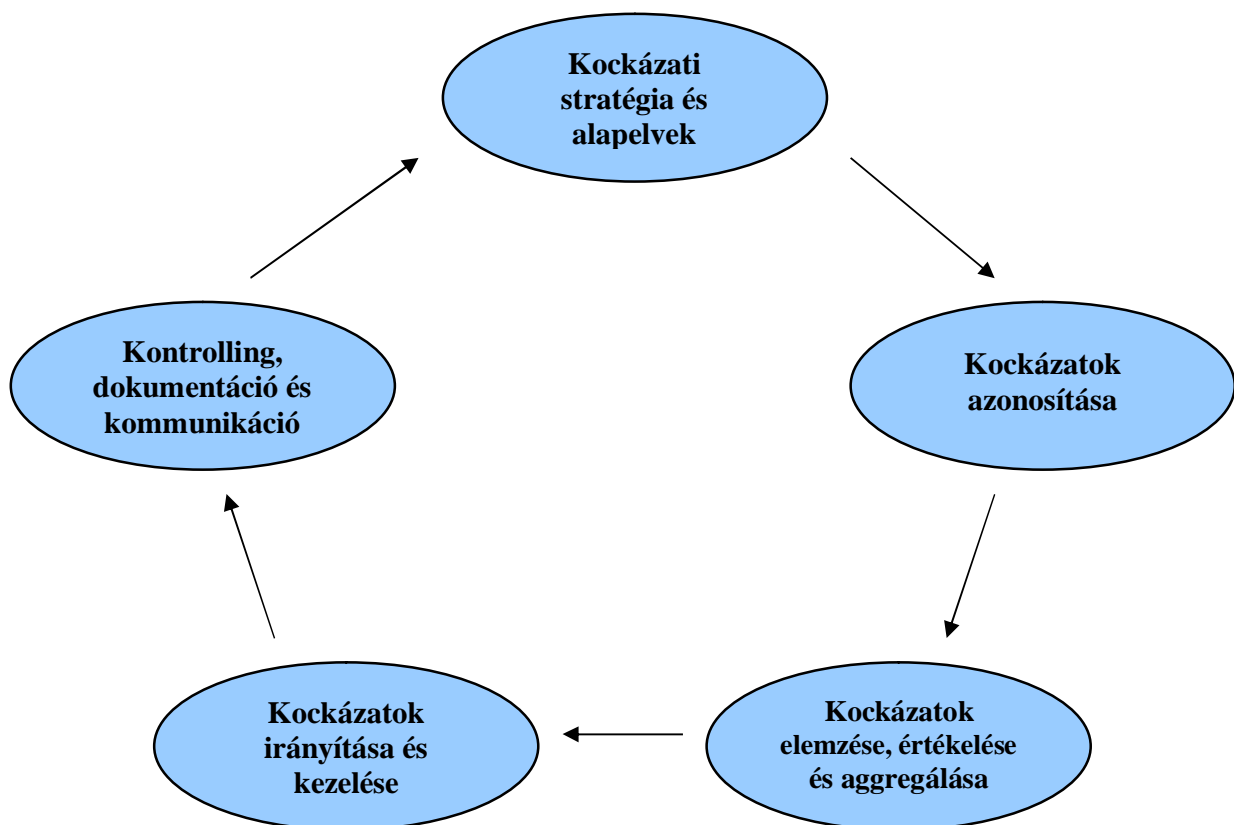 Kockázati
stratégia és
alapelvek
Kockázatok
azonosítása
Kockázatok
elemzése, értékelése
és aggregálása
Kockázatok
irányítása és
kezelése
Kontrolling,
dokumentáció és
kommunikáció